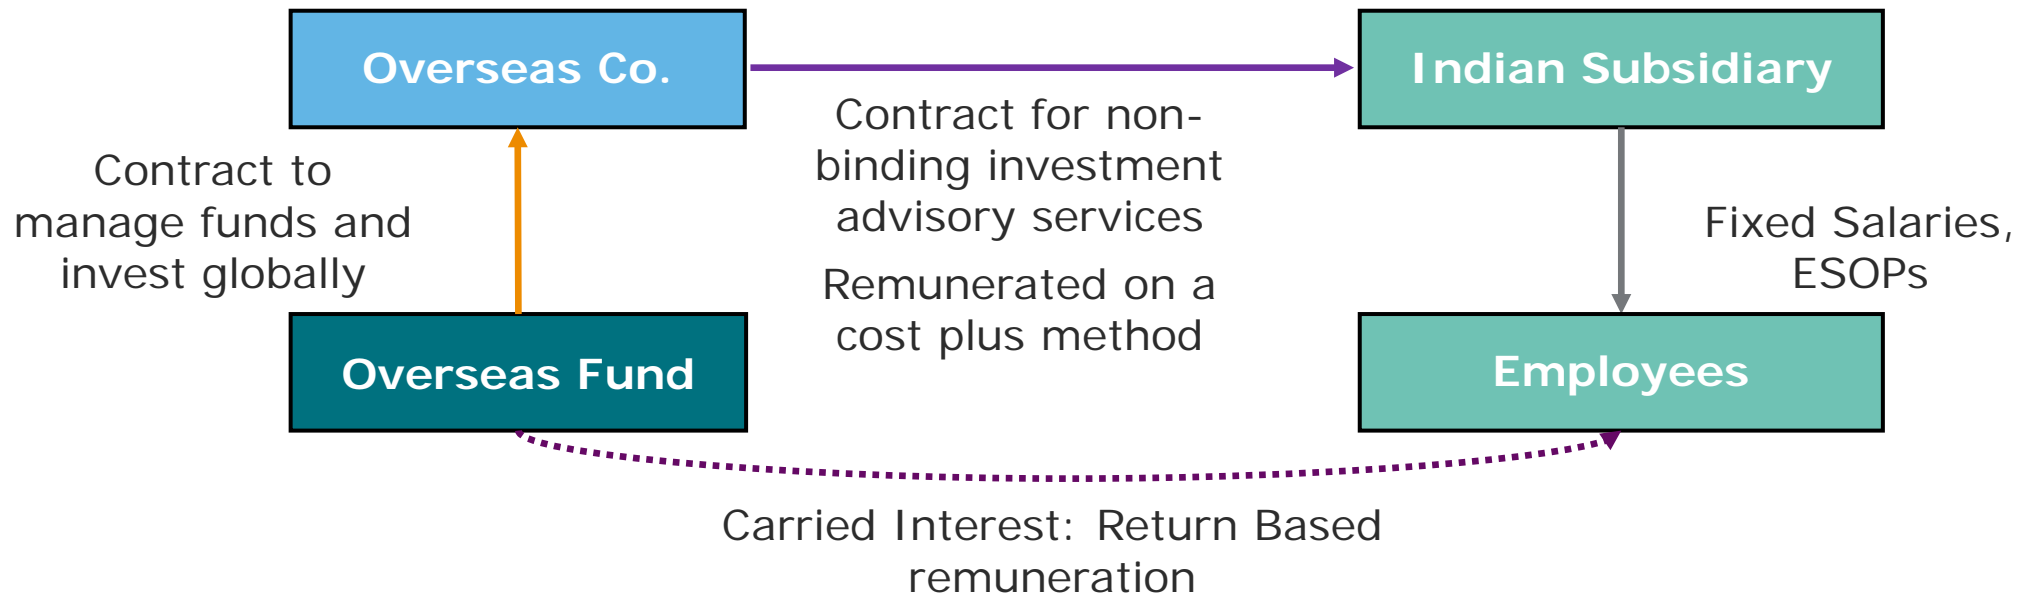 Overseas Co.
Indian Subsidiary
Contract for non-
binding investment
advisory services
Remunerated on a
cost plus method
Contract to
manage funds and
invest globally
Fixed Salaries,
ESOPs
Overseas Fund
Employees
Carried Interest: Return Based
remuneration